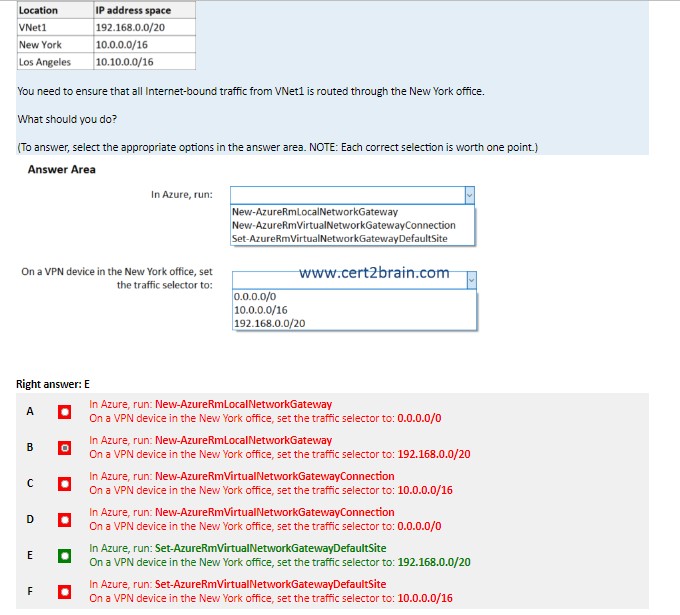 Location IP address space
VNet1 192.168.0.0/20
New York 10.0.0.0/16
Los Angeles 10.10.0.0/16
You need to ensure that all Internet-bound traffic from VNet1 is routed through the New York office.
What should you do?
(To answer, select the appropriate options in the answer area. NOTE: Each correct selection is worth one point.)
Answer Area
In Azure, run:
New-AzureRmLocalNetworkGateway
New-AzureRmVirtualNetworkGatewayConnection
Set-AzureRmVirtualNetworkGatewayDefaultSite
On a VPN device in the New York office, set
the traffic selector to:
www.cert2brain.com
0.0.0.0/0
10.0.0.0/16
192.168.0.0/20
Right answer: E
A In Azure, run: New-AzureRmLocalNetworkGateway
On a VPN device in the New York office, set the traffic selector to: 0.0.0.0/0
B In Azure, run: New-AzureRmLocalNetworkGateway
On a VPN device in the New York office, set the traffic selector to: 192.168.0.0/20
C In Azure, run: New-AzureRmVirtualNetworkGatewayConnection
On a VPN device in the New York office, set the traffic selector to: 10.0.0.0/16
D In Azure, run: New-AzureRmVirtualNetworkGatewayConnection
On a VPN device in the New York office, set the traffic selector to: 0.0.0.0/0
E In Azure, run: Set-AzureRmVirtualNetworkGatewayDefaultSite
On a VPN device in the New York office, set the traffic selector to: 192.168.0.0/20
F In Azure, run: Set-AzureRmVirtualNetworkGatewayDefaultSite
On a VPN device in the New York office, set the traffic selector to: 10.0.0.0/16